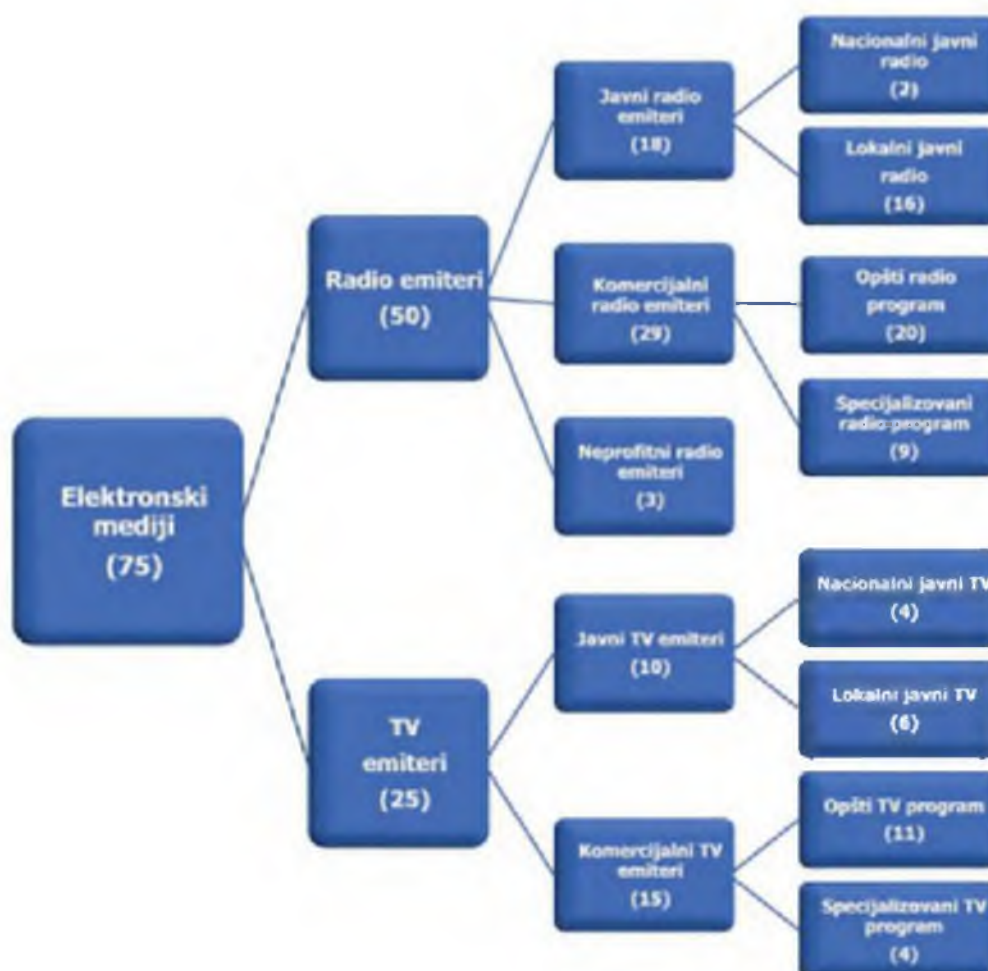 Elektronski
mediji
(75)
Radio emiteri
(50)
Javni radio
emiteri
(18)
Nacionalni javni
radio
(2)
Lokalni javni
radio
(16)
Komercijalni
radio emiteri
(29)
Opšti radio
program
(20)
Specijalizovani
radio program
(9)
Neprofitni radio
emiteri
(3)
TV
emiteri
(25)
Javni TV emiteri
(10)
Nacionalni javni TV
(4)
Lokalni javni TV
(6)
Komercijalni TV
emiteri
(15)
Opšti TV program
(11)
Specijalizovani TV
program
(4)